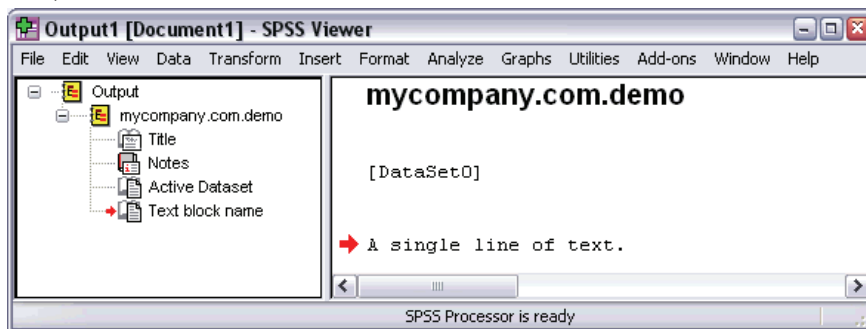 Output1 [Document1] - SPSS Viewer
File Edit View Data Transform Insert Format Analyze Graphs Utilities Add-ons Window Help
Output
mycompany.com.demo
Title
Notes
Active Dataset
Text block name
mycompany.com.demo
[DataSet0]
A single line of text.
SPSS Processor is ready